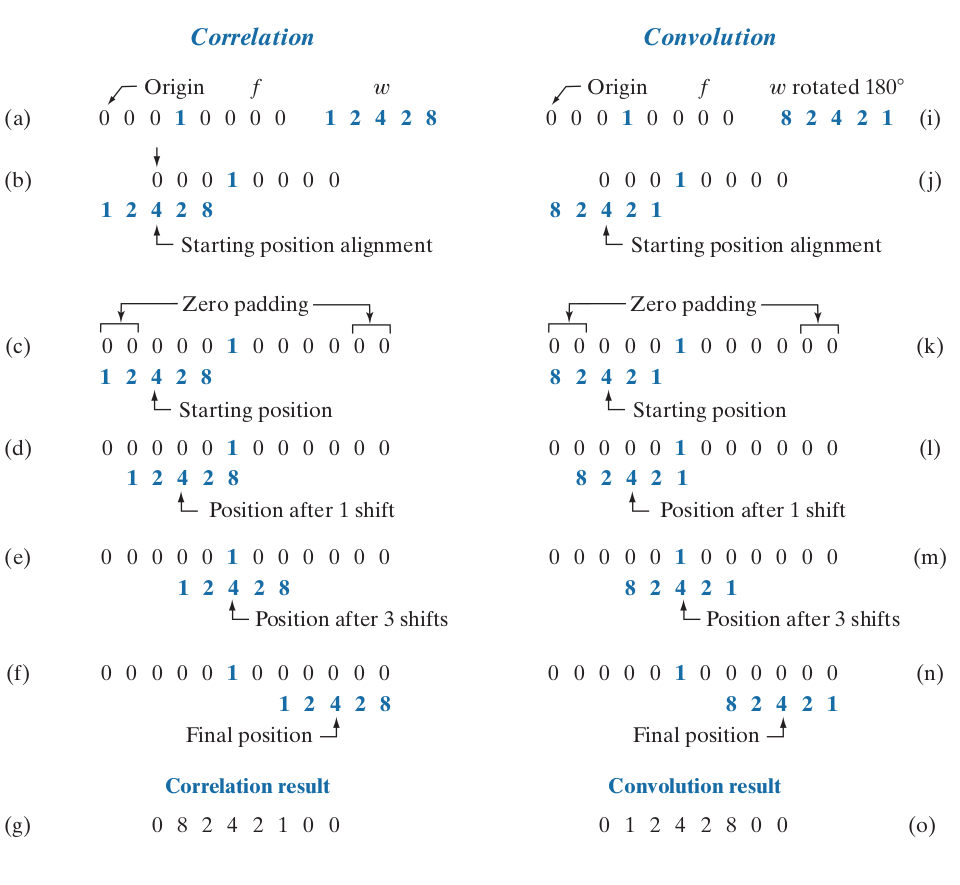 Correlation Convolution
Origin f w Origin f w rotated 180°
(a) 0 0 0 1 0 0 0 0 1 2 4 2 8 0 0 0 1 0 0 0 0 8 2 4 2 1 (i)
(b) 0 0 0 1 0 0 0 0 0 0 0 1 0 0 0 0 (j)
1 2 4 2 8 8 2 4 2 1
Starting position alignment Starting position alignment
Zero padding Zero padding
(c) 0 0 0 0 0 1 0 0 0 0 0 0 0 0 0 0 0 1 0 0 0 0 0 0 (k)
1 2 4 2 8 8 2 4 2 1
Starting position Starting position
(d) 0 0 0 0 0 1 0 0 0 0 0 0 0 0 0 0 0 1 0 0 0 0 0 0 (l)
1 2 4 2 8 8 2 4 2 1
Position after 1 shift Position after 1 shift
(e) 0 0 0 0 0 1 0 0 0 0 0 0 0 0 0 0 0 1 0 0 0 0 0 0 (m)
1 2 4 2 8 8 2 4 2 1
Position after 3 shifts Position after 3 shifts
(f) 0 0 0 0 0 1 0 0 0 0 0 0 0 0 0 0 0 1 0 0 0 0 0 0 (n)
1 2 4 2 8 8 2 4 2 1
Final position Final position
Correlation result Convolution result
(g) 0 8 2 4 2 1 0 0 0 1 2 4 2 8 0 0 (o)